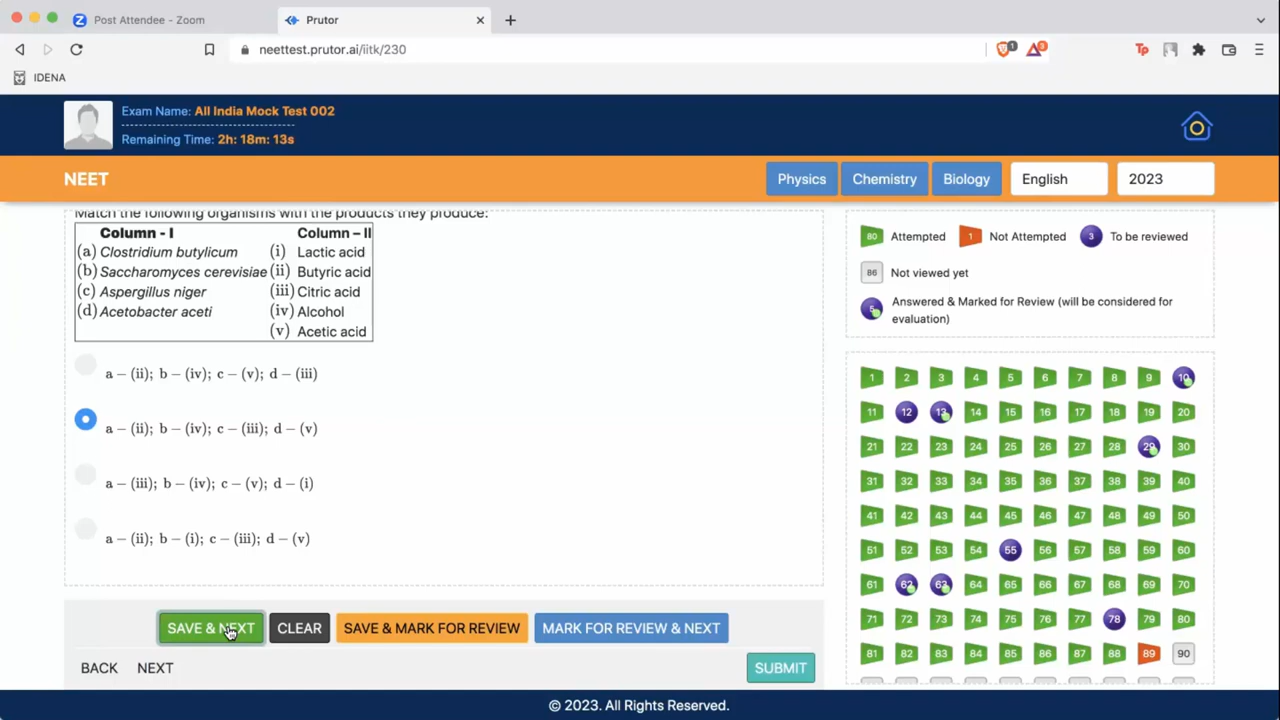 Post Attendee - Zoom
Prutor
neettest.prutor.ai/iitk/230
1
3
Tp
IDENA
Exam Name: All India Mock Test 002
Remaining Time: 2h: 18m: 13s
NEET
Physics
Chemistry
Biology
English
2023
Match the following organisms with the products they produce:
Column - I Column – II
(a) Clostridium butylicum (i) Lactic acid
(b) Saccharomyces cerevisiae (ii) Butyric acid
(c) Aspergillus niger (iii) Citric acid
(d) Acetobacter aceti (iv) Alcohol
(v) Acetic acid
a – (ii); b – (iv); c – (v); d – (iii)
a – (ii); b – (iv); c – (iii); d – (v)
a – (iii); b – (iv); c – (v); d – (i)
a – (ii); b – (i); c – (iii); d – (v)
SAVE & NEXT
CLEAR
SAVE & MARK FOR REVIEW
MARK FOR REVIEW & NEXT
BACK
NEXT
SUBMIT
80 Attempted
1 Not Attempted
3 To be reviewed
86 Not viewed yet
5 Answered & Marked for Review (will be considered for
evaluation)
1 2 3 4 5 6 7 8 9 10
11 12 13 14 15 16 17 18 19 20
21 22 23 24 25 26 27 28 29 30
31 32 33 34 35 36 37 38 39 40
41 42 43 44 45 46 47 48 49 50
51 52 53 54 55 56 57 58 59 60
61 62 63 64 65 66 67 68 69 70
71 72 73 74 75 76 77 78 79 80
81 82 83 84 85 86 87 88 89 90
© 2023. All Rights Reserved.